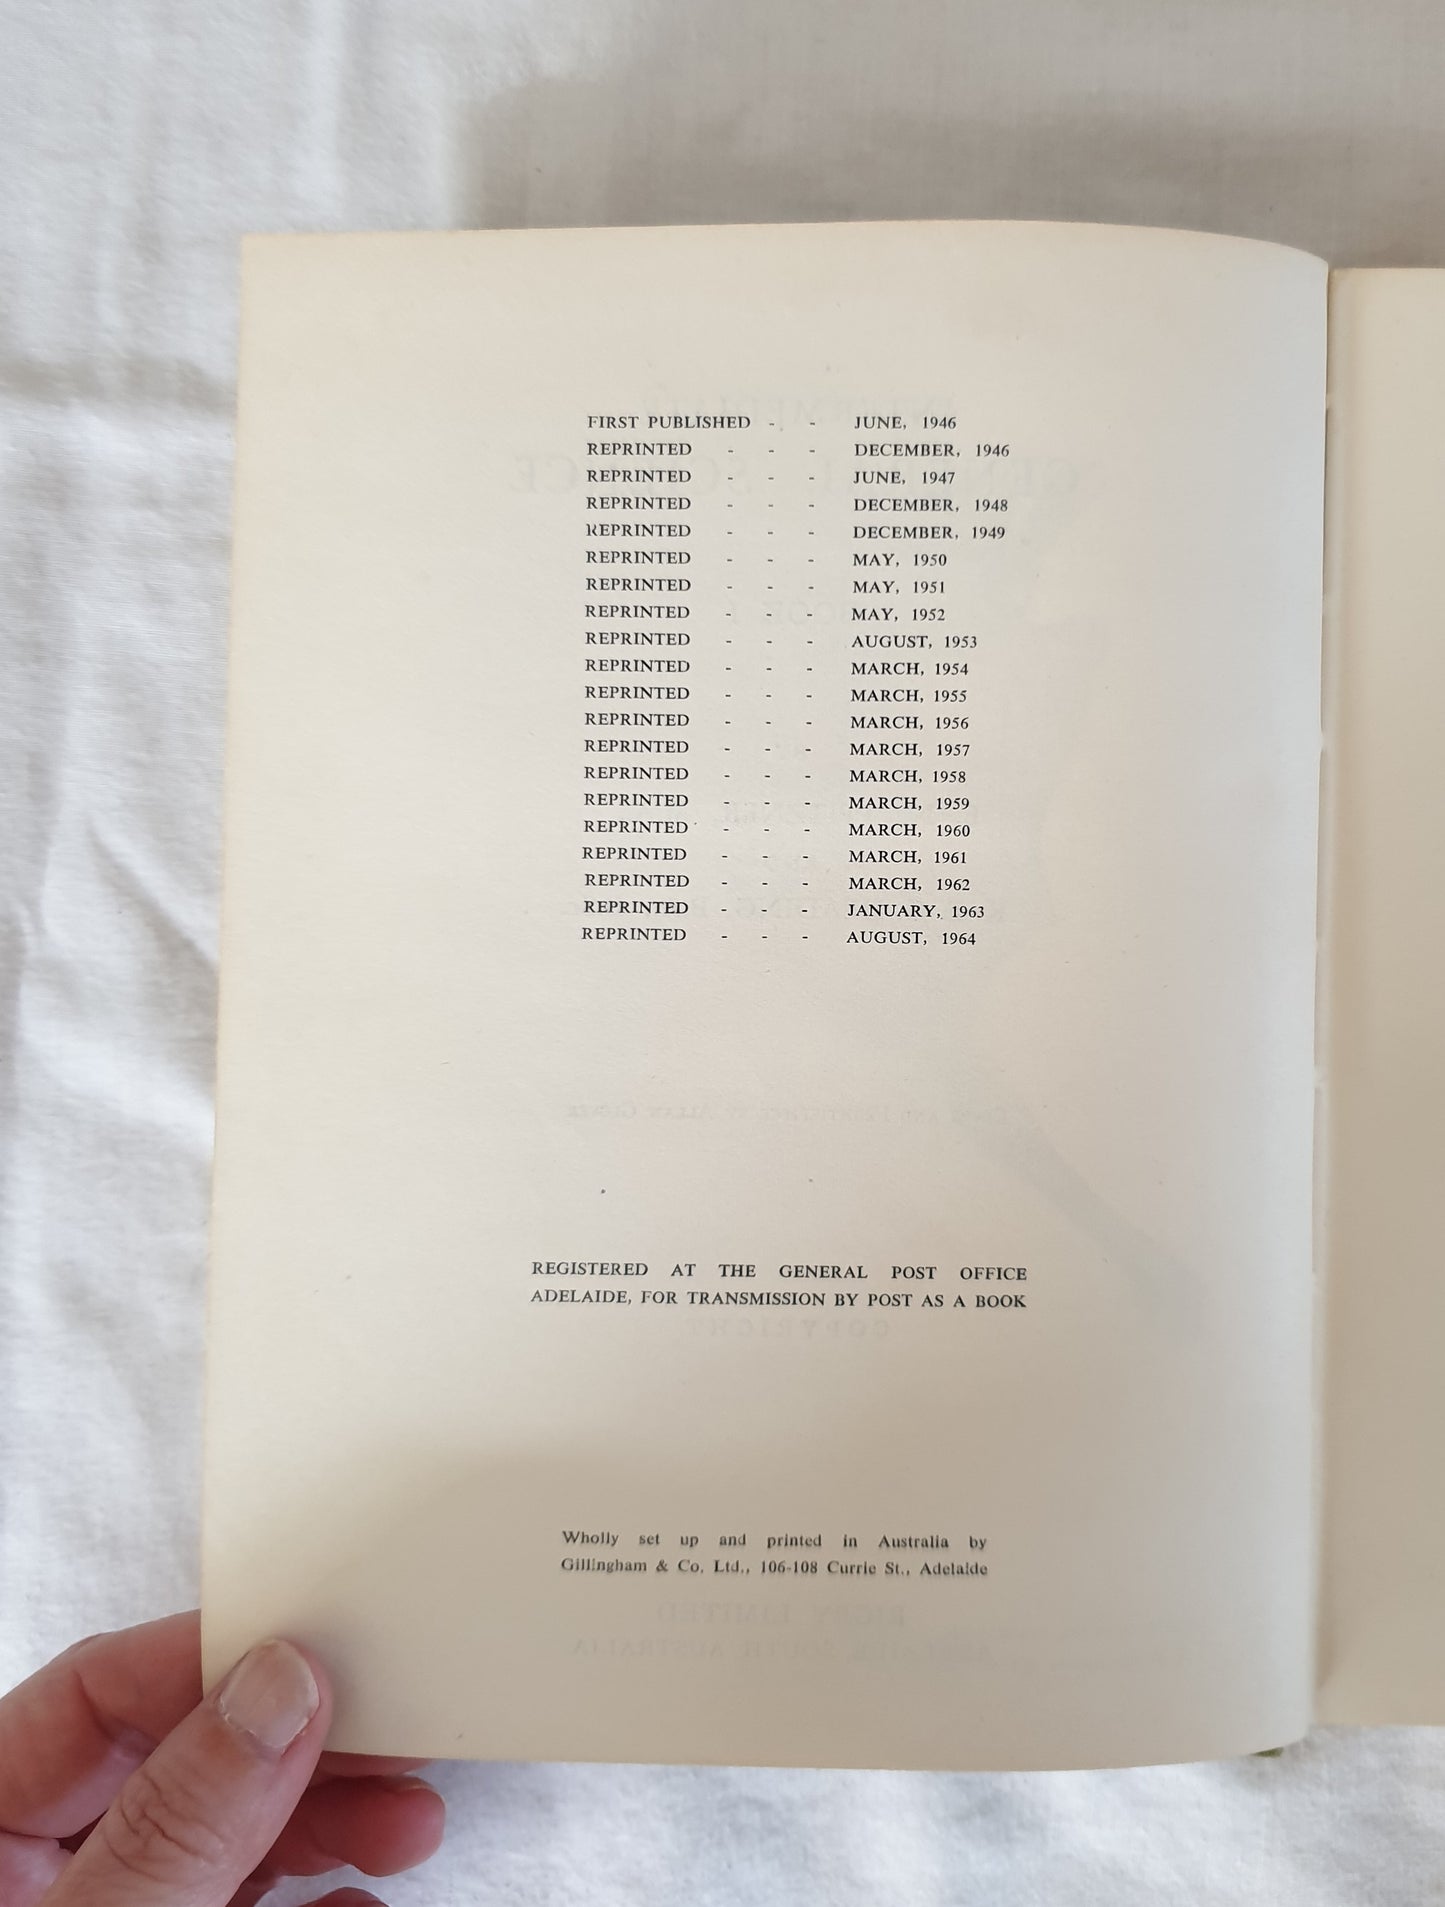 FIRST PUBLISHED - - JUNE, 1946
REPRINTED - - - DECEMBER, 1946
REPRINTED - - - JUNE, 1947
REPRINTED - - - DECEMBER, 1948
REPRINTED - - - DECEMBER, 1949
REPRINTED - - - MAY, 1950
REPRINTED - - - MAY, 1951
REPRINTED - - - MAY, 1952
REPRINTED - - - AUGUST, 1953
REPRINTED - - - MARCH, 1954
REPRINTED - - - MARCH, 1955
REPRINTED - - - MARCH, 1956
REPRINTED - - - MARCH, 1957
REPRINTED - - - MARCH, 1958
REPRINTED - - - MARCH, 1959
REPRINTED - - - MARCH, 1960
REPRINTED - - - MARCH, 1961
REPRINTED - - - MARCH, 1962
REPRINTED - - - JANUARY, 1963
REPRINTED - - - AUGUST, 1964
REGISTERED AT THE GENERAL POST OFFICE
ADELAIDE, FOR TRANSMISSION BY POST AS A BOOK
COPYRIGHT
Wholly set up and printed in Australia by
Gillingham & Co. Ltd., 106-108 Currie St., Adelaide